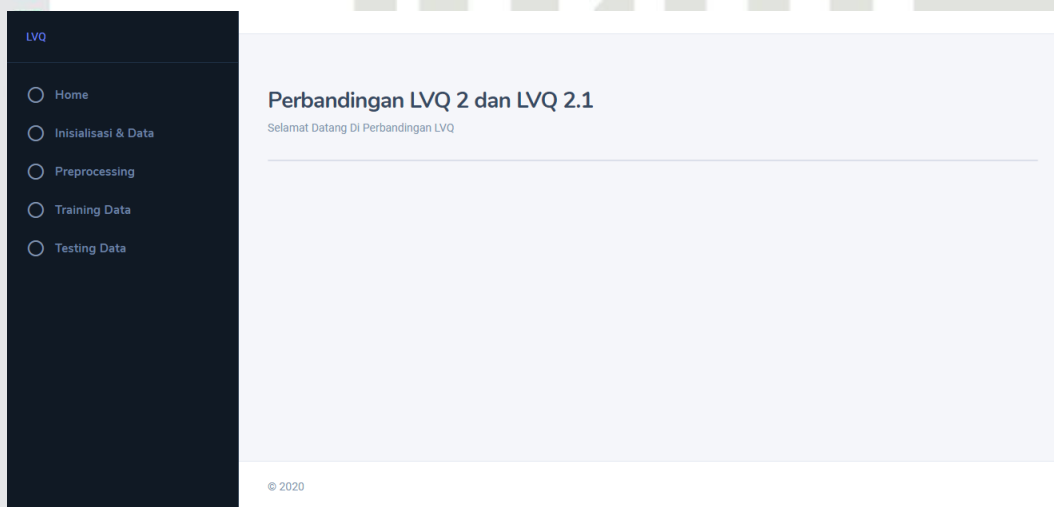 LVQ
Home
Inisialisasi & Data
Preprocessing
Training Data
Testing Data
Perbandingan LVQ 2 dan LVQ 2.1
Selamat Datang Di Perbandingan LVQ
© 2020